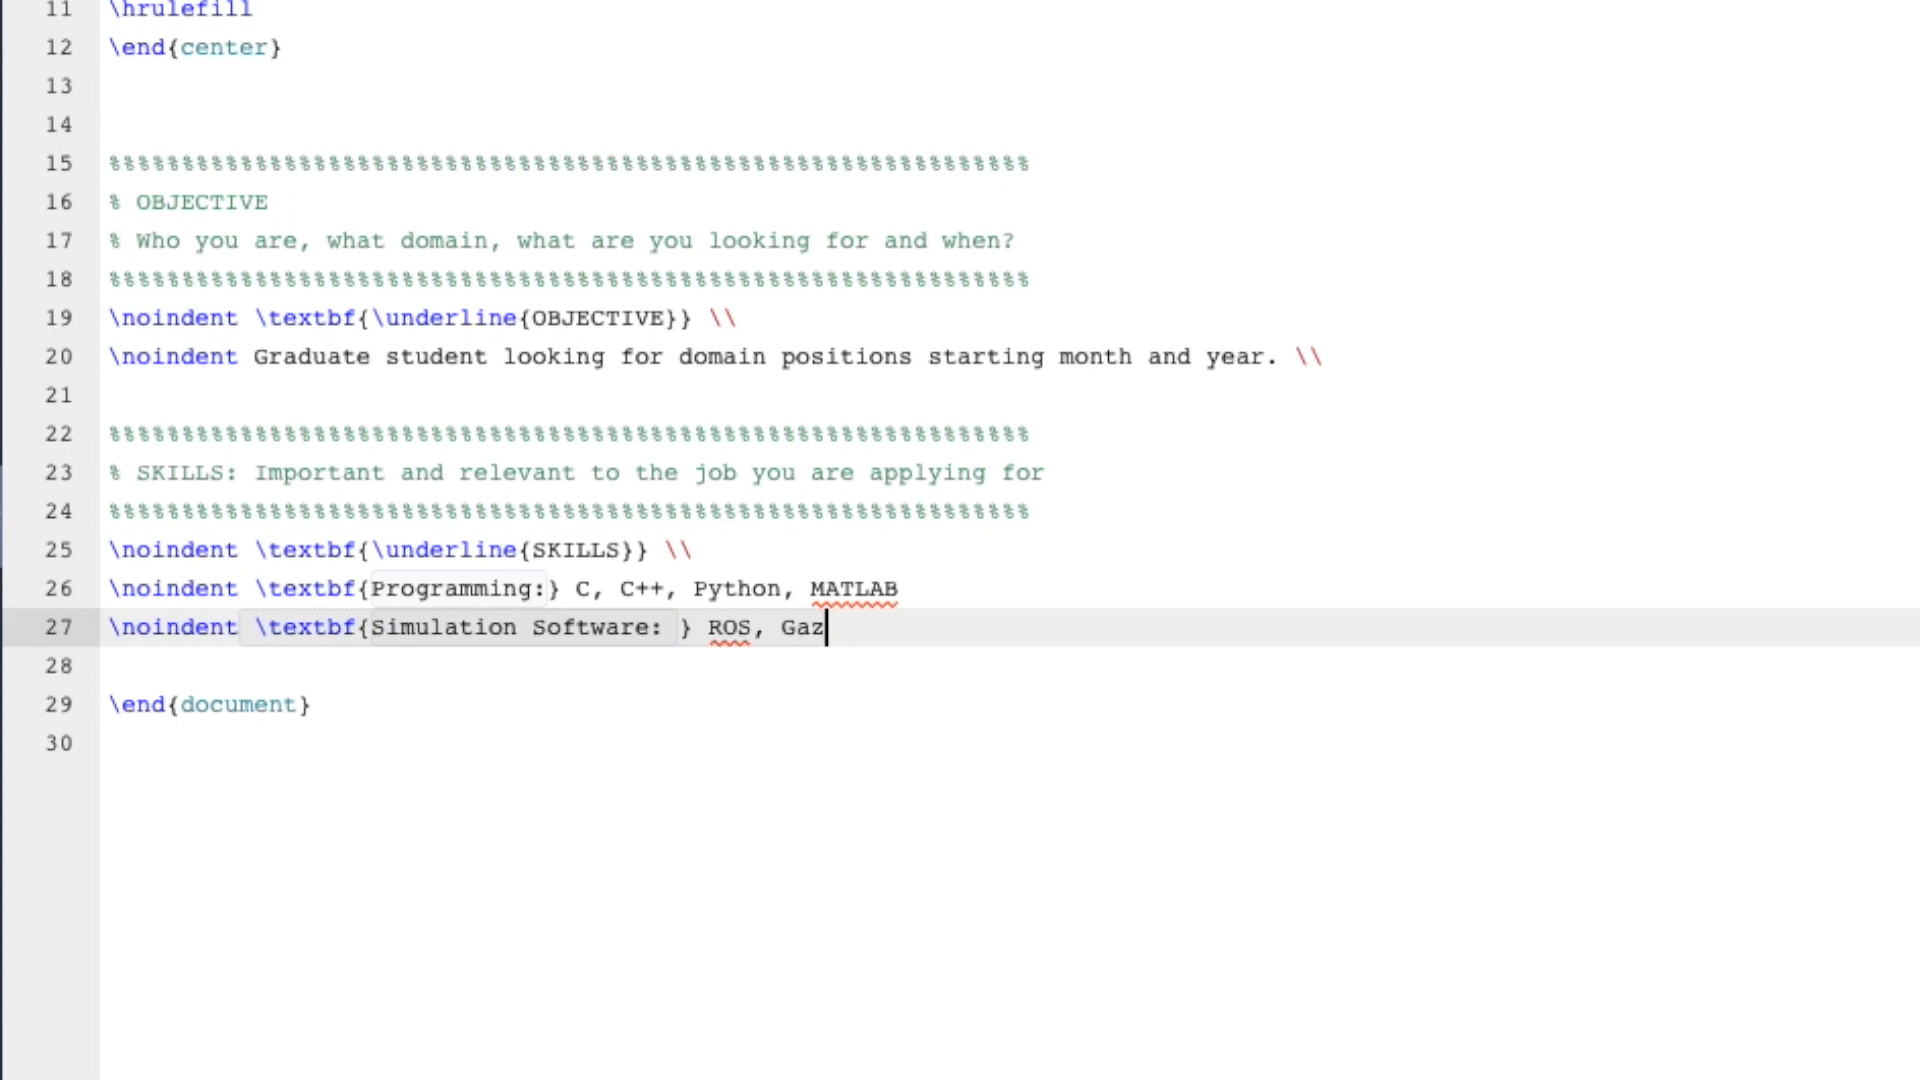 11 \hrulefill
12 \end{center}
13
14
15 %%%%%%%%%%%%%%%%%%%%%%%%%%%%%%%%%%%%%%%%%%%%%%%%%%%%%%%%%%%%%%%
16 % OBJECTIVE
17 % Who you are, what domain, what are you looking for and when?
18 %%%%%%%%%%%%%%%%%%%%%%%%%%%%%%%%%%%%%%%%%%%%%%%%%%%%%%%%%%%%%%%
19 \noindent \textbf{\underline{OBJECTIVE}} \\
20 \noindent Graduate student looking for domain positions starting month and year. \\
21
22 %%%%%%%%%%%%%%%%%%%%%%%%%%%%%%%%%%%%%%%%%%%%%%%%%%%%%%%%%%%%%%%
23 % SKILLS: Important and relevant to the job you are applying for
24 %%%%%%%%%%%%%%%%%%%%%%%%%%%%%%%%%%%%%%%%%%%%%%%%%%%%%%%%%%%%%%%
25 \noindent \textbf{\underline{SKILLS}} \\
26 \noindent \textbf{Programming:} C, C++, Python, MATLAB
27 \noindent \textbf{Simulation Software: } ROS, Gaz
28
29 \end{document}
30